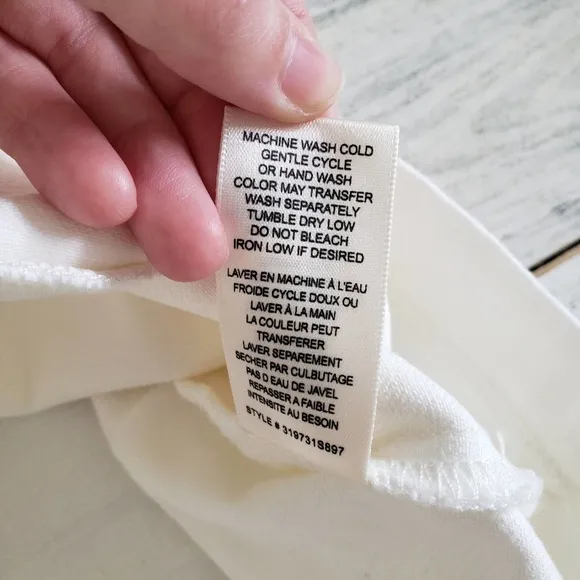 MACHINE WASH COLD
GENTLE CYCLE
OR HAND WASH
COLOR MAY TRANSFER
WASH SEPARATELY
TUMBLE DRY LOW
DO NOT BLEACH
IRON LOW IF DESIRED
LAVER EN MACHINE À L'EAU
FROIDE CYCLE DOUX OU
LAVER À LA MAIN
LA COULEUR PEUT
TRANSFERER
LAVER SEPAREMENT
SECHER PAR CULBUTAGE
PAS D EAU DE JAVEL
REPASSER A FAIBLE
INTENSITE AU BESOIN
STYLE # 319731S897